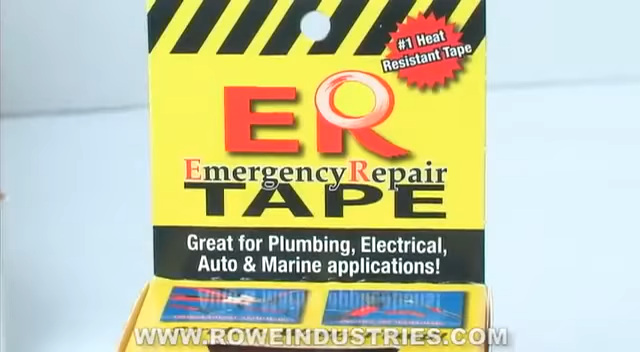 #1 Heat
Resistant Tape
ER
EmergencyRepair
TAPE
Great for Plumbing, Electrical,
Auto & Marine applications!
WWW.ROWEINDUSTRIES.COM